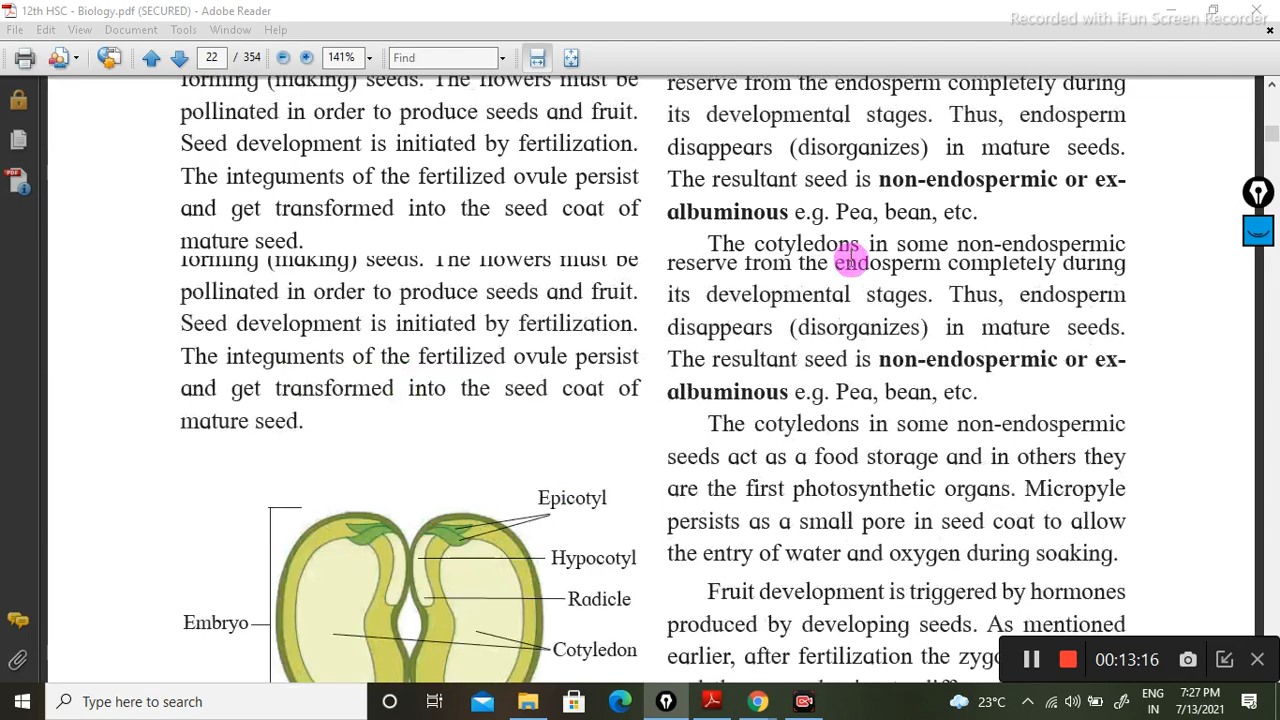 12th HSC - Biology.pdf (SECURED) - Adobe Reader
Recorded with iFun Screen Recorder
File Edit View Document Tools Window Help
22 / 354 141% Find
forming (making) seeds. The flowers must be
pollinated in order to produce seeds and fruit.
Seed development is initiated by fertilization.
The integuments of the fertilized ovule persist
and get transformed into the seed coat of
mature seed.
forming (making) seeds. The flowers must be
pollinated in order to produce seeds and fruit.
Seed development is initiated by fertilization.
The integuments of the fertilized ovule persist
and get transformed into the seed coat of
mature seed.
Epicotyl
Hypocotyl
Radicle
Embryo
Cotyledon
reserve from the endosperm completely during
its developmental stages. Thus, endosperm
disappears (disorganizes) in mature seeds.
The resultant seed is non-endospermic or ex-
albuminous e.g. Pea, bean, etc.
The cotyledons in some non-endospermic
reserve from the endosperm completely during
its developmental stages. Thus, endosperm
disappears (disorganizes) in mature seeds.
The resultant seed is non-endospermic or ex-
albuminous e.g. Pea, bean, etc.
The cotyledons in some non-endospermic
seeds act as a food storage and in others they
are the first photosynthetic organs. Micropyle
persists as a small pore in seed coat to allow
the entry of water and oxygen during soaking.
Fruit development is triggered by hormones
produced by developing seeds. As mentioned
earlier, after fertilization the
00:13:16
Type here to search
23°C
ENG
IN
7:27 PM
7/13/2021